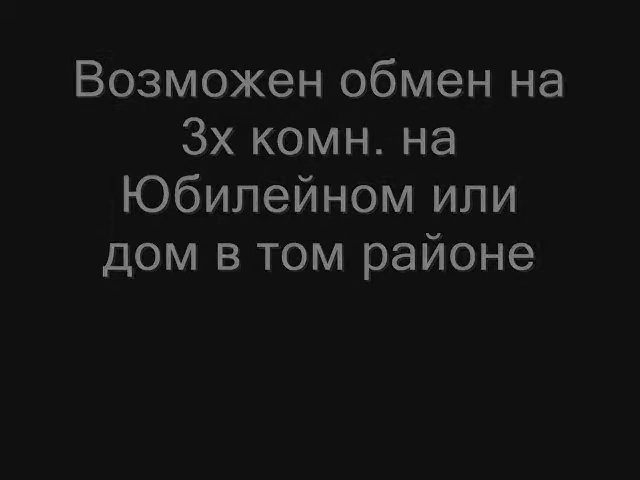 Возможен обмен на
3х комн. на
Юбилейном или
дом в том районе